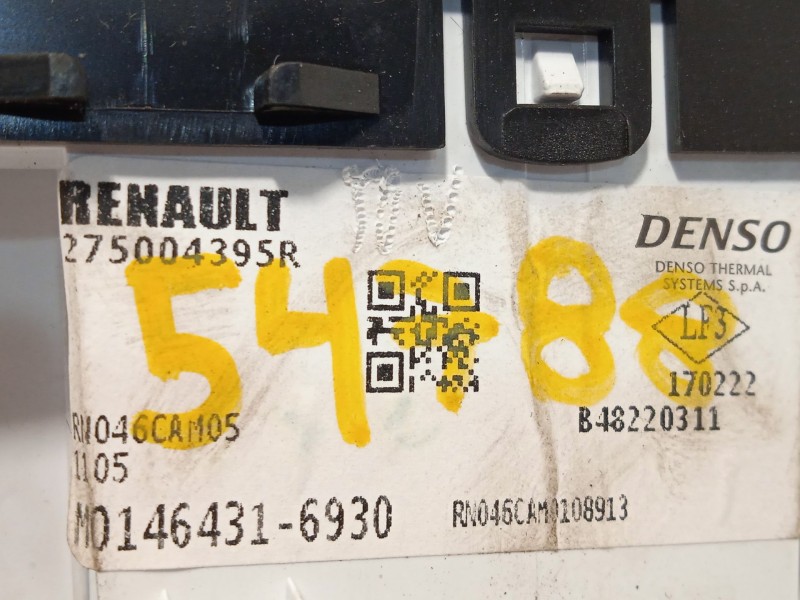 RENAULT
275004395R
DENSO
DENSO THERMAL
SYSTEMS S.p.A.
LF3
170222
B48220311
RN046CAM05
1105
M0146431-6930
RN046CAM0108913